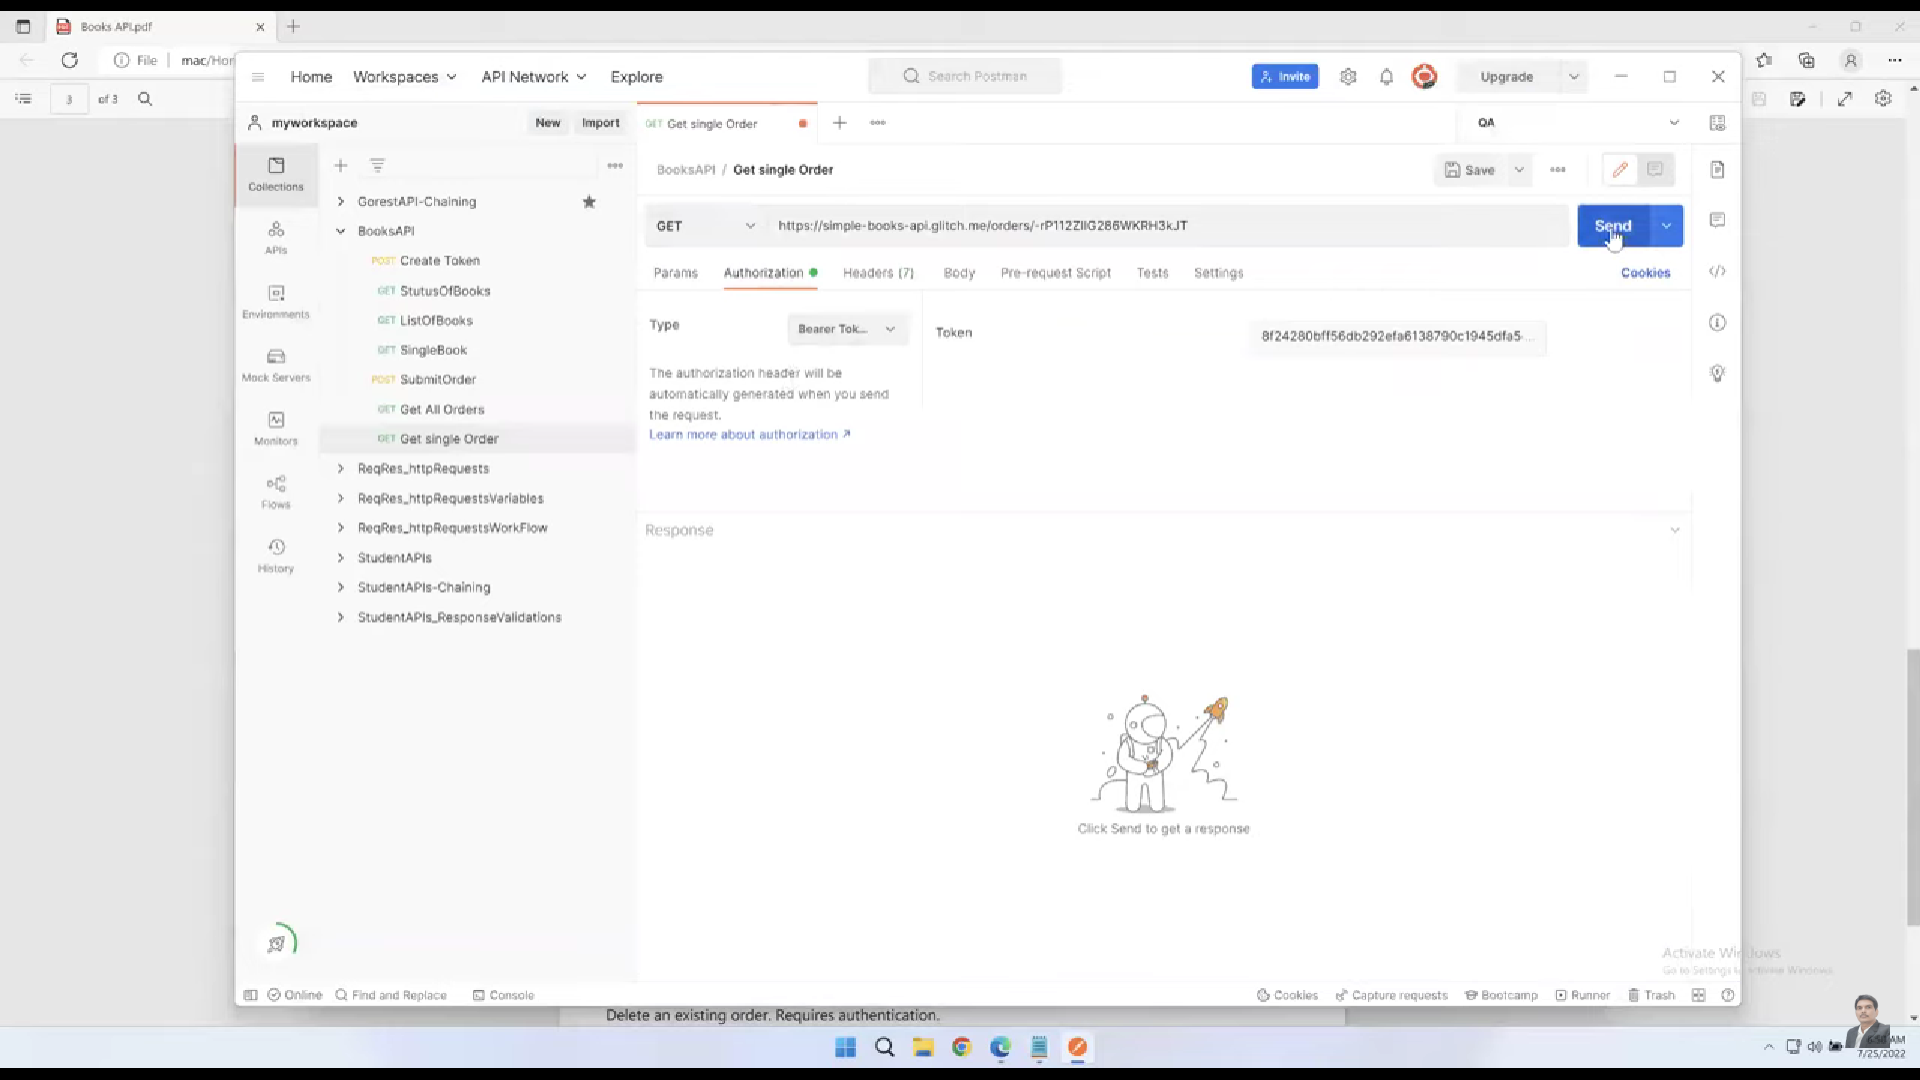 Books API.pdf
File
mac/Hor
3
of 3
Home
Workspaces
API Network
Explore
Search Postman
Invite
Upgrade
myworkspace
New
Import
GET Get single Order
QA
Collections
APIs
Environments
Mock Servers
Monitors
Flows
History
GorestAPI-Chaining
BooksAPI
POST Create Token
GET StutusOfBooks
GET ListOfBooks
GET SingleBook
POST SubmitOrder
GET Get All Orders
GET Get single Order
ReqRes_httpRequests
ReqRes_httpRequestsVariables
ReqRes_httpRequestsWorkFlow
StudentAPIs
StudentAPIs-Chaining
StudentAPIs_ResponseValidations
BooksAPI / Get single Order
Save
GET
https://simple-books-api.glitch.me/orders/-rP112ZIIG286WKRH3kJT
Send
Params
Authorization
Headers (7)
Body
Pre-request Script
Tests
Settings
Cookies
Type
Bearer Tok...
Token
8f24280bff56db292efa6138790c1945dfa5-...
The authorization header will be
automatically generated when you send
the request.
Learn more about authorization ↗
Response
Click Send to get a response
Activate Windows
Go to Settings to activate Windows.
Online
Find and Replace
Console
Cookies
Capture requests
Bootcamp
Runner
Trash
Delete an existing order. Requires authentication.
AM
7/25/2022